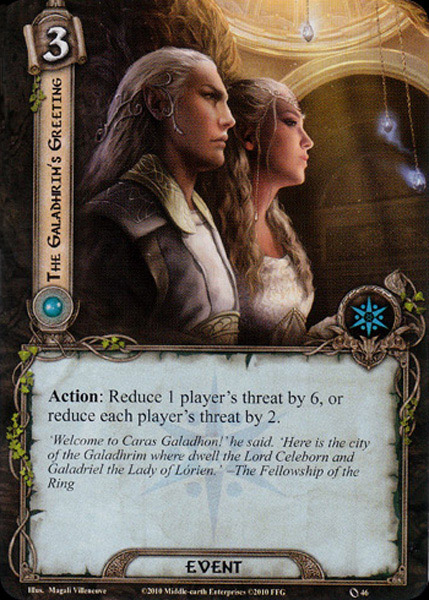 3
The Galadhrim's Greeting
Action: Reduce 1 player's threat by 6, or
reduce each player's threat by 2.
'Welcome to Caras Galadhon!' he said. 'Here is the city
of the Galadhrim where dwell the Lord Celeborn and
Galadriel the Lady of Lórien.' –The Fellowship of the
Ring
EVENT
Illus. Magali Villeneuve ©2010 Middle-earth Enterprises ©2010 FFG 46